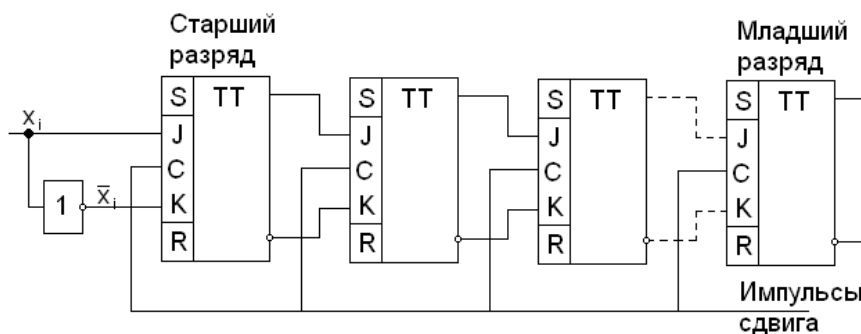 Старший
разряд
Младший
разряд
S TT
J
C
K
R
S TT
J
C
K
R
S TT
J
C
K
R
S TT
J
C
K
R
x i
1
x̅ i
Импульсы
сдвига